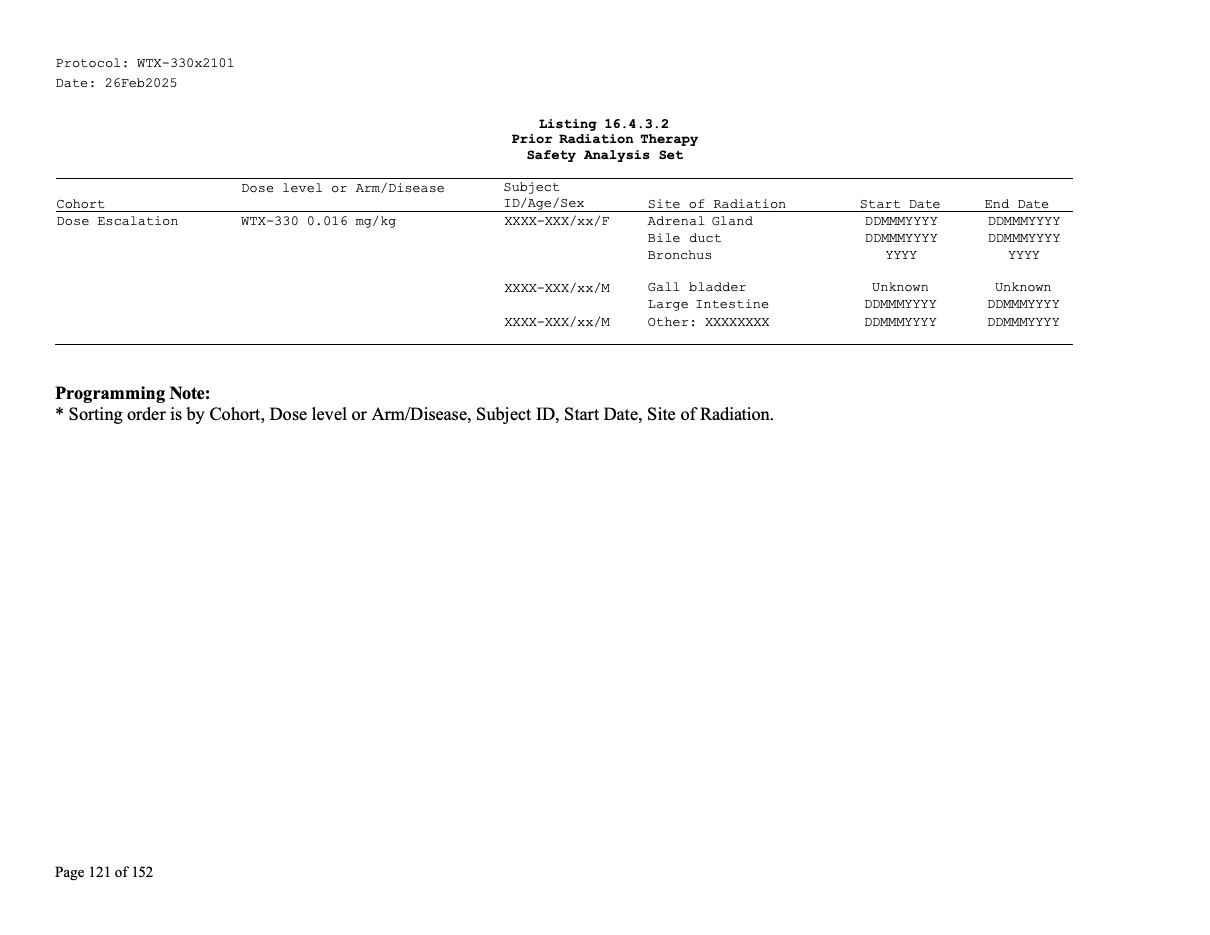 Protocol: WTX-330x2101
Date: 26Feb2025
Listing 16.4.3.2
Prior Radiation Therapy
Safety Analysis Set
Cohort Dose level or Arm/Disease Subject ID/Age/Sex Site of Radiation Start Date End Date
Dose Escalation WTX-330 0.016 mg/kg XXXX-XXX/xx/F Adrenal Gland DDMMMYYYY DDMMMYYYY
Bile duct DDMMMYYYY DDMMMYYYY
Bronchus YYYY YYYY
XXXX-XXX/xx/M Gall bladder Unknown Unknown
Large Intestine DDMMMYYYY DDMMMYYYY
XXXX-XXX/xx/M Other: XXXXXXXX DDMMMYYYY DDMMMYYYY
Programming Note:
* Sorting order is by Cohort, Dose level or Arm/Disease, Subject ID, Start Date, Site of Radiation.
Page 121 of 152